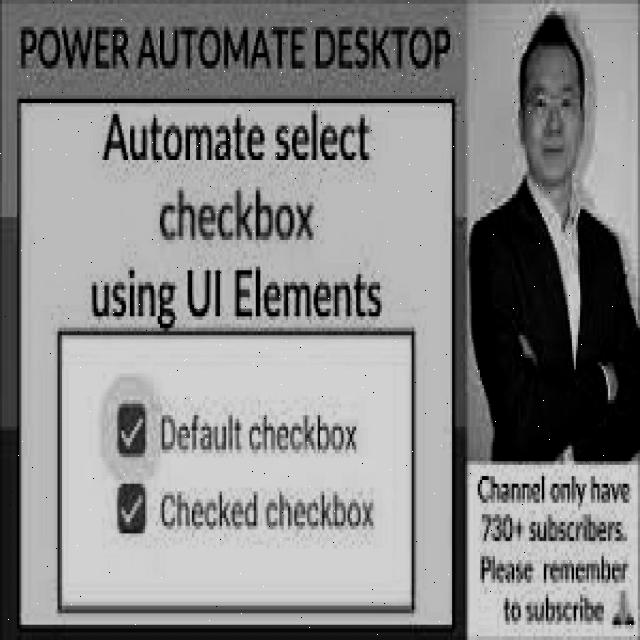 POWER AUTOMATE DESKTOP
Automate select
checkbox
using UI Elements
Default checkbox
Checked checkbox
Channel only have
730+ subscribers.
Please remember
to subscribe 🙏